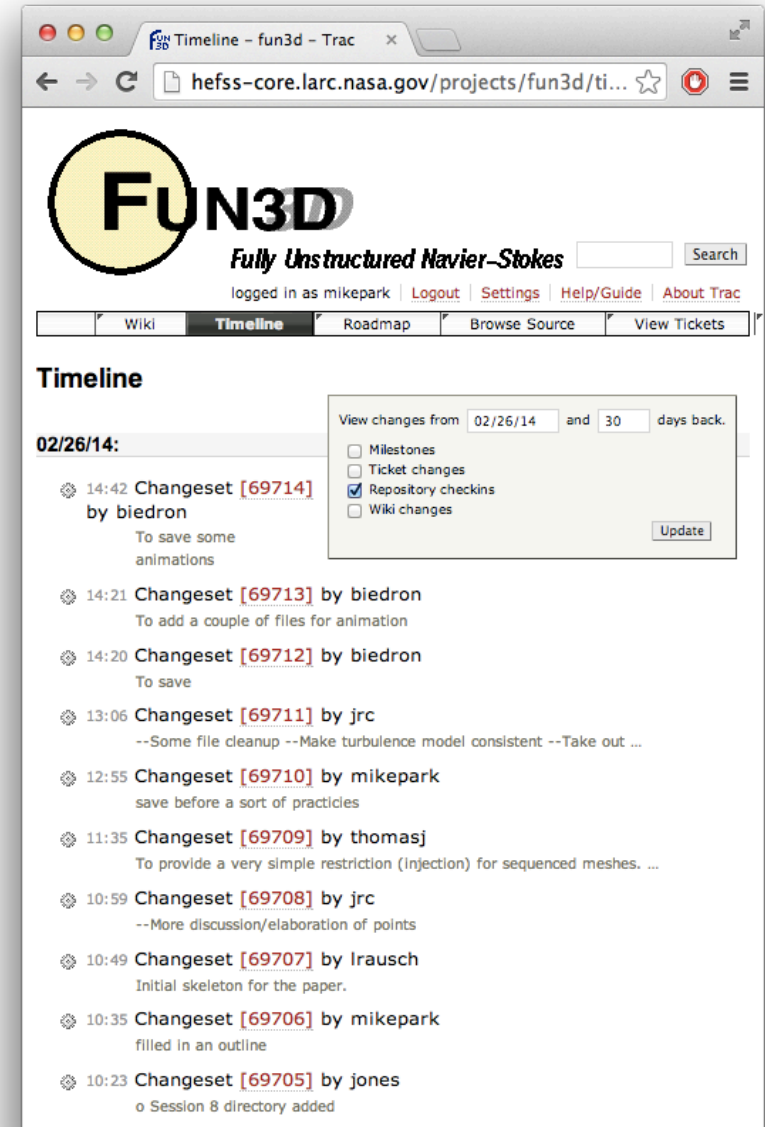 FUN3D Timeline – fun3d – Trac ×
hefss-core.larc.nasa.gov/projects/fun3d/ti...
FUN3D
Fully Unstructured Navier–Stokes
Search
logged in as mikepark | Logout | Settings | Help/Guide | About Trac
Wiki Timeline Roadmap Browse Source View Tickets
Timeline
View changes from 02/26/14 and 30 days back.
Milestones
Ticket changes
Repository checkins
Wiki changes
Update
02/26/14:
14:42 Changeset [69714]
by biedron
To save some
animations
14:21 Changeset [69713] by biedron
To add a couple of files for animation
14:20 Changeset [69712] by biedron
To save
13:06 Changeset [69711] by jrc
--Some file cleanup --Make turbulence model consistent --Take out ...
12:55 Changeset [69710] by mikepark
save before a sort of practicies
11:35 Changeset [69709] by thomasj
To provide a very simple restriction (injection) for sequenced meshes. ...
10:59 Changeset [69708] by jrc
--More discussion/elaboration of points
10:49 Changeset [69707] by lrausch
Initial skeleton for the paper.
10:35 Changeset [69706] by mikepark
filled in an outline
10:23 Changeset [69705] by jones
o Session 8 directory added